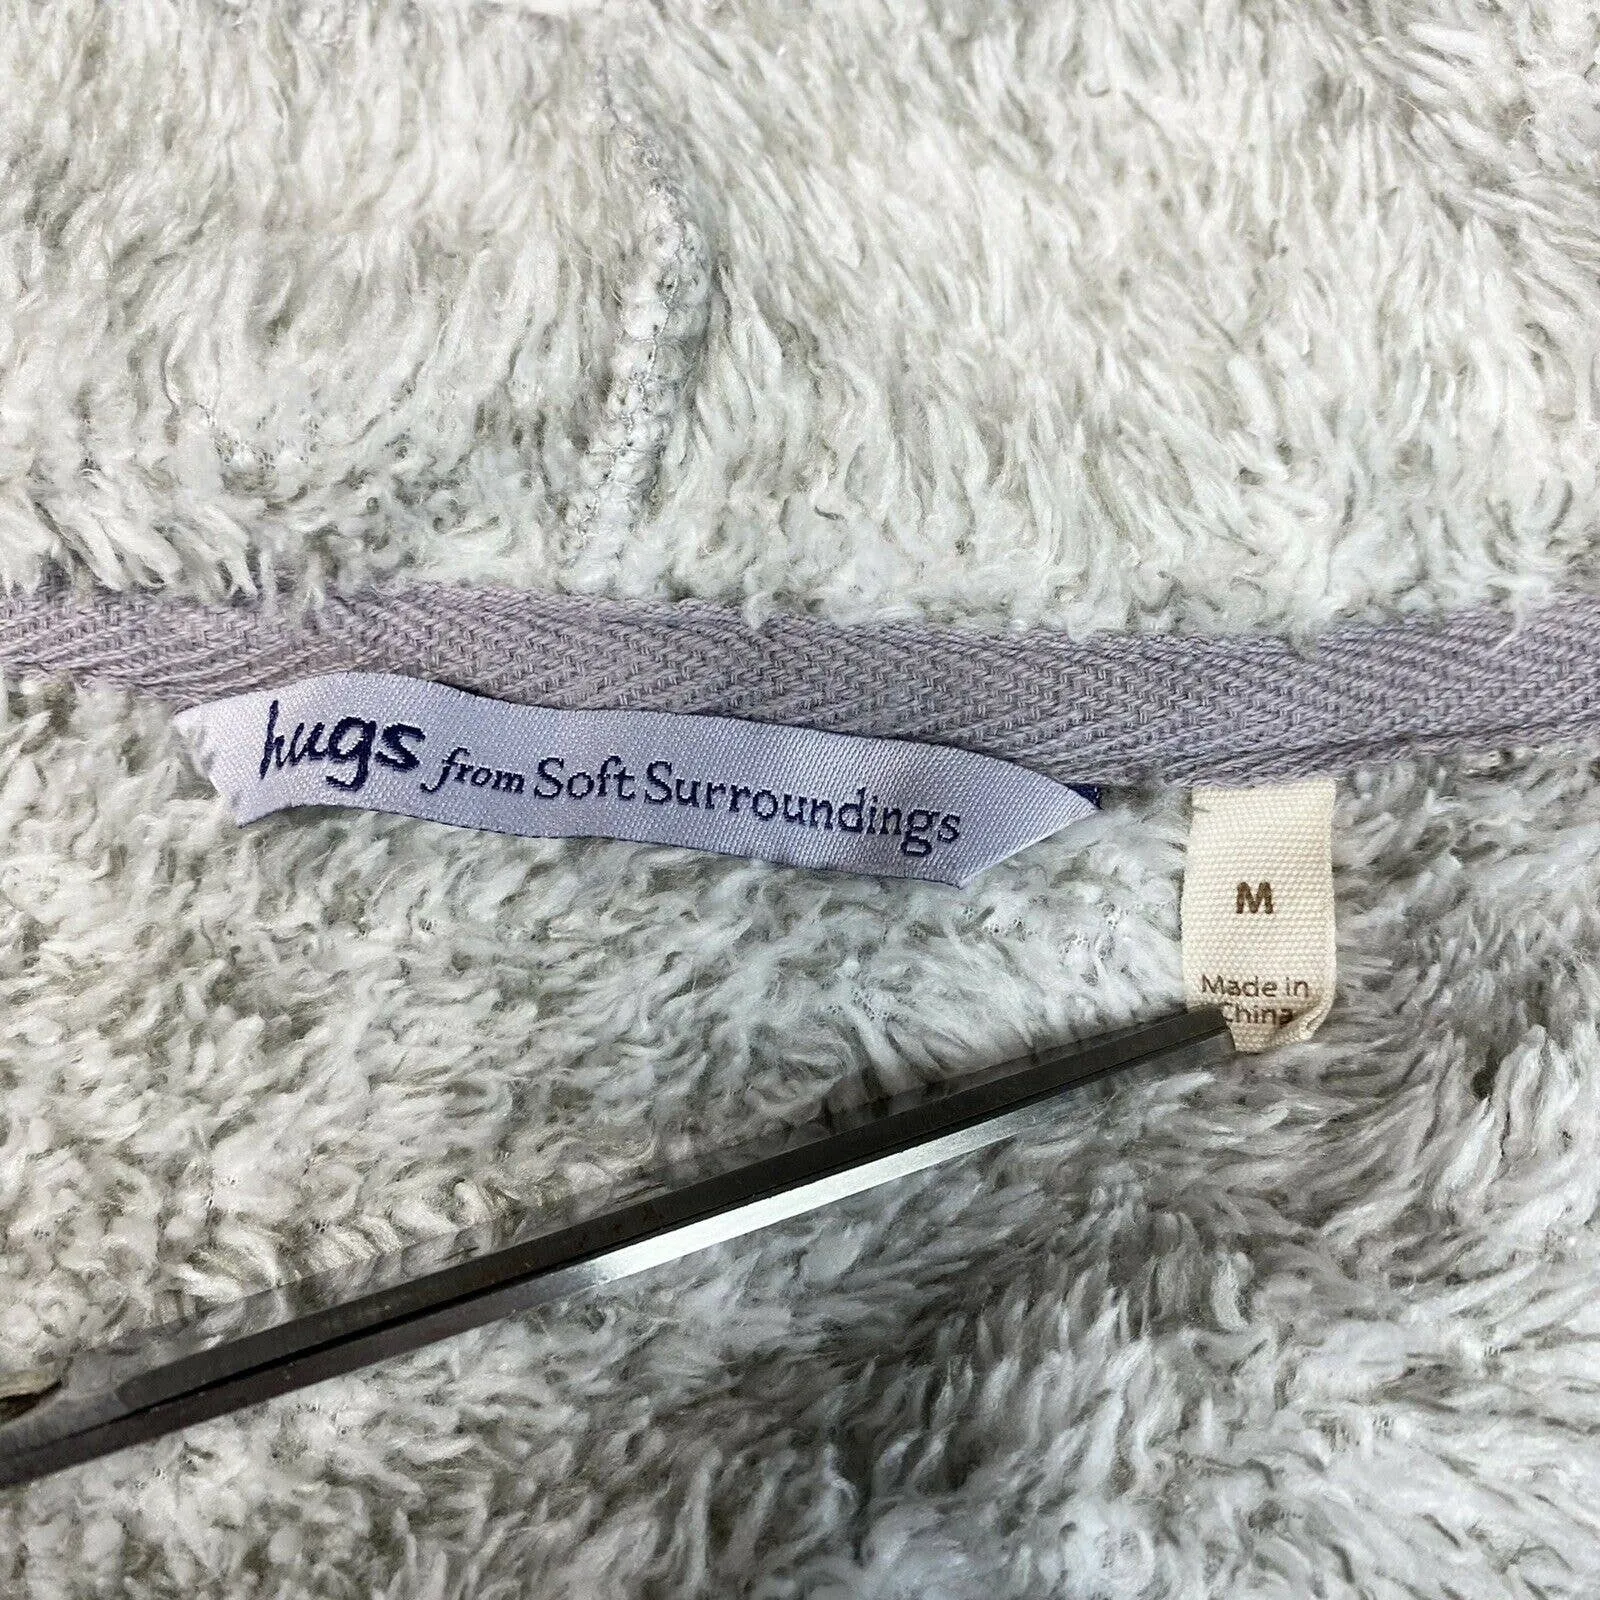 hugs from Soft Surroundings
M
Made in
China